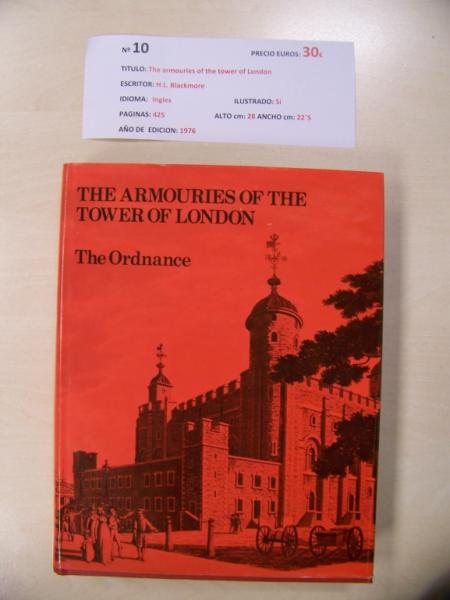 Nº 10 PRECIO EUROS: 30€
TITULO: The armouries of the tower of London
ESCRITOR: H.L. Blackmore
IDIOMA: Ingles ILUSTRADO: Si
PAGINAS: 425 ALTO cm: 28 ANCHO cm: 22´5
AÑO DE EDICION: 1976
THE ARMOURIES OF THE
TOWER OF LONDON
The Ordnance